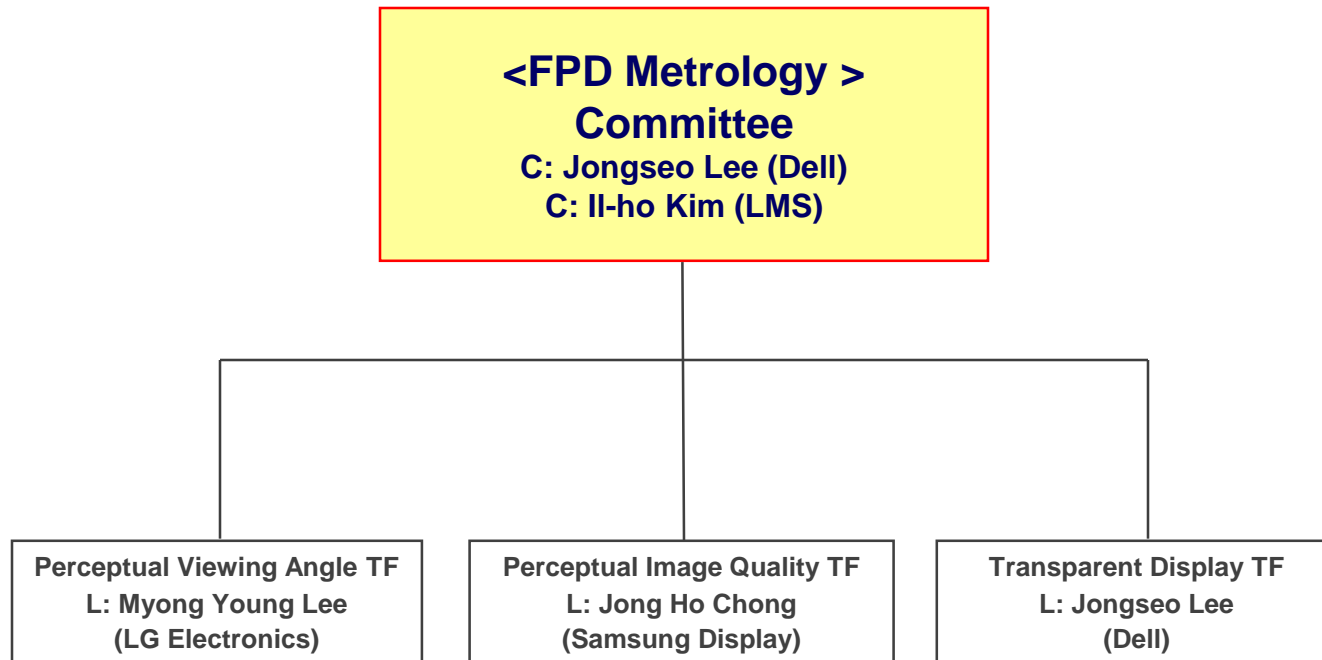 <FPD Metrology >
Committee
C: Jongseo Lee (Dell)
C: Il-ho Kim (LMS)
Perceptual Viewing Angle TF
L: Myong Young Lee
(LG Electronics)
Perceptual Image Quality TF
L: Jong Ho Chong
(Samsung Display)
Transparent Display TF
L: Jongseo Lee
(Dell)